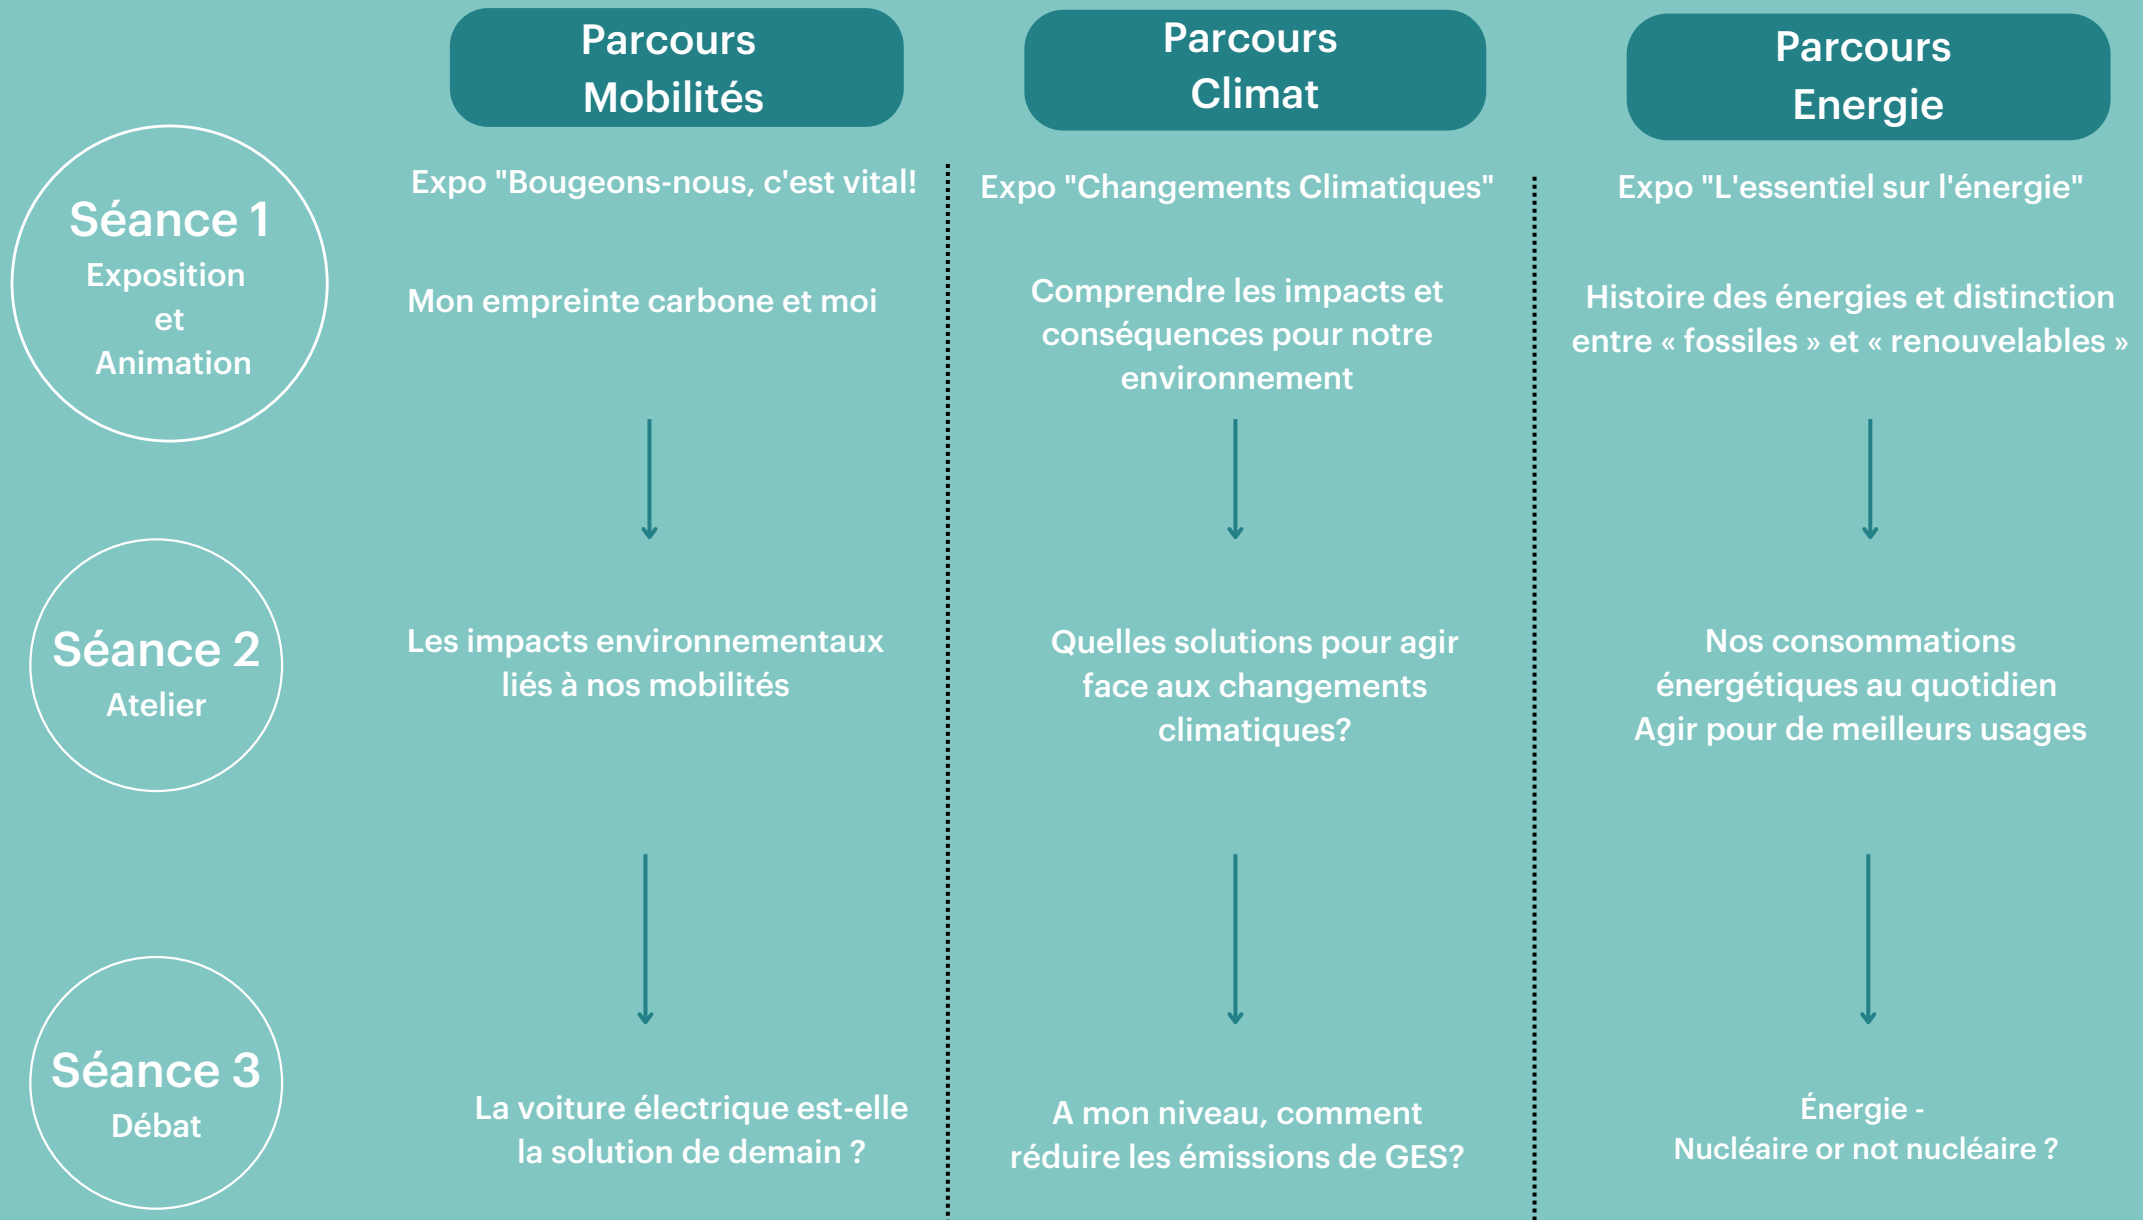 Parcours
Mobilités
Parcours
Climat
Parcours
Energie
Séance 1
Exposition
et
Animation
Expo "Bougeons-nous, c'est vital!
Mon empreinte carbone et moi
Expo "Changements Climatiques"
Comprendre les impacts et
conséquences pour notre
environnement
Expo "L'essentiel sur l'énergie"
Histoire des énergies et distinction
entre « fossiles » et « renouvelables »
Séance 2
Atelier
Les impacts environnementaux
liés à nos mobilités
Quelles solutions pour agir
face aux changements
climatiques?
Nos consommations
énergétiques au quotidien
Agir pour de meilleurs usages
Séance 3
Débat
La voiture électrique est-elle
la solution de demain ?
A mon niveau, comment
réduire les émissions de GES?
Énergie -
Nucléaire or not nucléaire ?